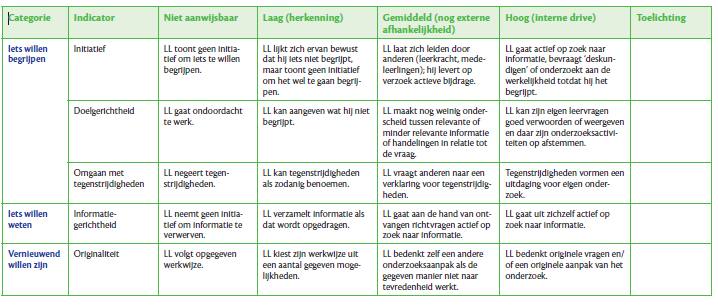 Categorie Indicator Niet aanwijsbaar Laag (herkenning) Gemiddeld (nog externe afhankelijkheid) Hoog (interne drive) Toelichting
Iets willen
begrijpen
Initiatief
LL toont geen initia-
tief om iets te willen
begrijpen.
LL lijkt zich ervan bewust
dat hij iets niet begrijpt,
maar toont geen initiatief
om het wel te gaan begrij-
pen.
LL laat zich leiden door
anderen (leerkracht, mede-
leerlingen); hij levert op
verzoek actieve bijdrage.
LL gaat actief op zoek naar
informatie, bevraagt ‘deskun-
digen’ of onderzoekt aan de
werkelijkheid totdat hij het
begrijpt.
Doelgerichtheid
LL gaat ondoordacht
te werk.
LL kan aangeven wat hij niet
begrijpt.
LL maakt nog weinig onder-
scheid tussen relevante of
minder relevante informatie
of handelingen in relatie tot
de vraag.
LL kan zijn eigen leervragen
goed verwoorden of weergeven
en daar zijn onderzoeksactivi-
teiten op afstemmen.
Omgaan met
tegenstrijdigheden
LL negeert tegen-
strijdigheden.
LL kan tegenstrijdigheden
als zodanig benoemen.
LL vraagt anderen naar een
verklaring voor tegenstrijdig-
heden.
Tegenstrijdigheden vormen een
uitdaging voor eigen onder-
zoek.
Iets willen
weten
Informatie-
gerichtheid
LL neemt geen initia-
tief om informatie te
verwerven.
LL verzamelt informatie als
dat wordt opgedragen.
LL gaat aan de hand van ont-
vangen richtvragen actief op
zoek naar informatie.
LL gaat uit zichzelf actief op
zoek naar informatie.
Vernieuwend
willen zijn
Originaliteit
LL volgt opgegeven
werkwijze.
LL kiest zijn werkwijze uit
een aantal gegeven moge-
lijkheden.
LL bedenkt zelf een andere
onderzoeksaanpak als de
gegeven manier niet naar
tevredenheid werkt.
LL bedenkt originele vragen en/
of een originele aanpak van het
onderzoek.